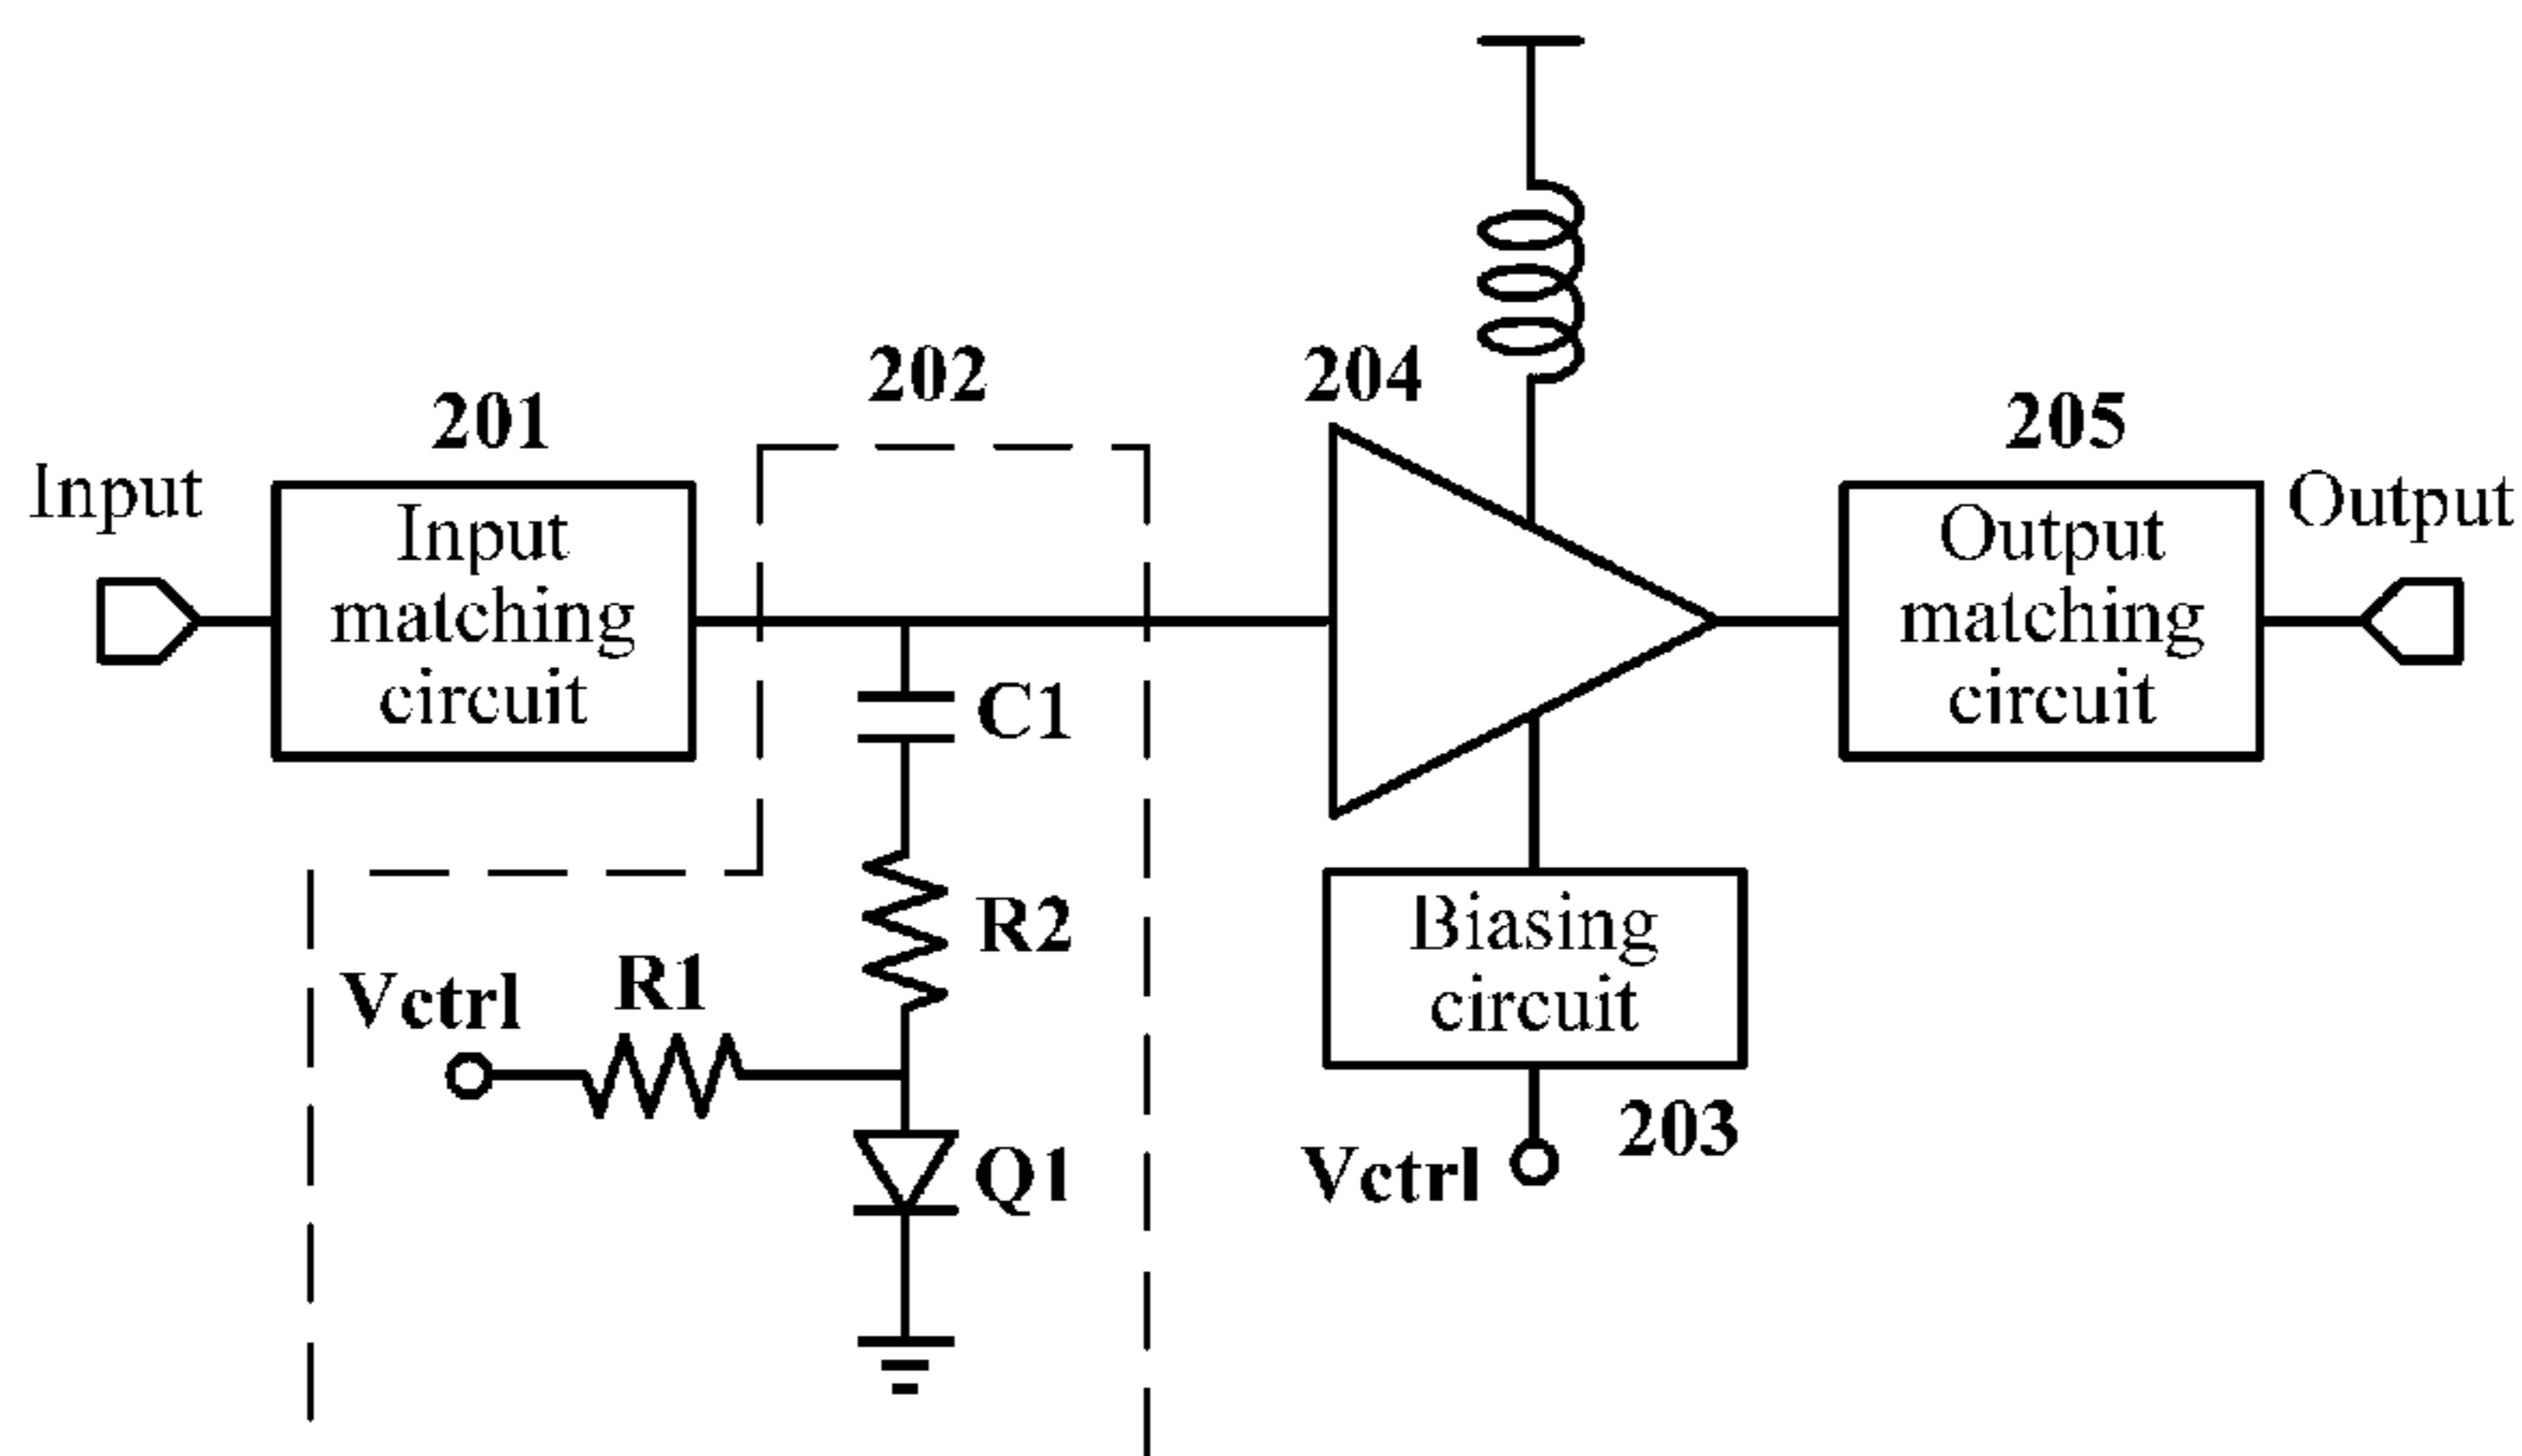 202
204
201
205
Input
Output
Input
matching
circuit
Output
matching
circuit
C1
R2
R1
Vctrl
Biasing
circuit
203
Q1
Vctrl